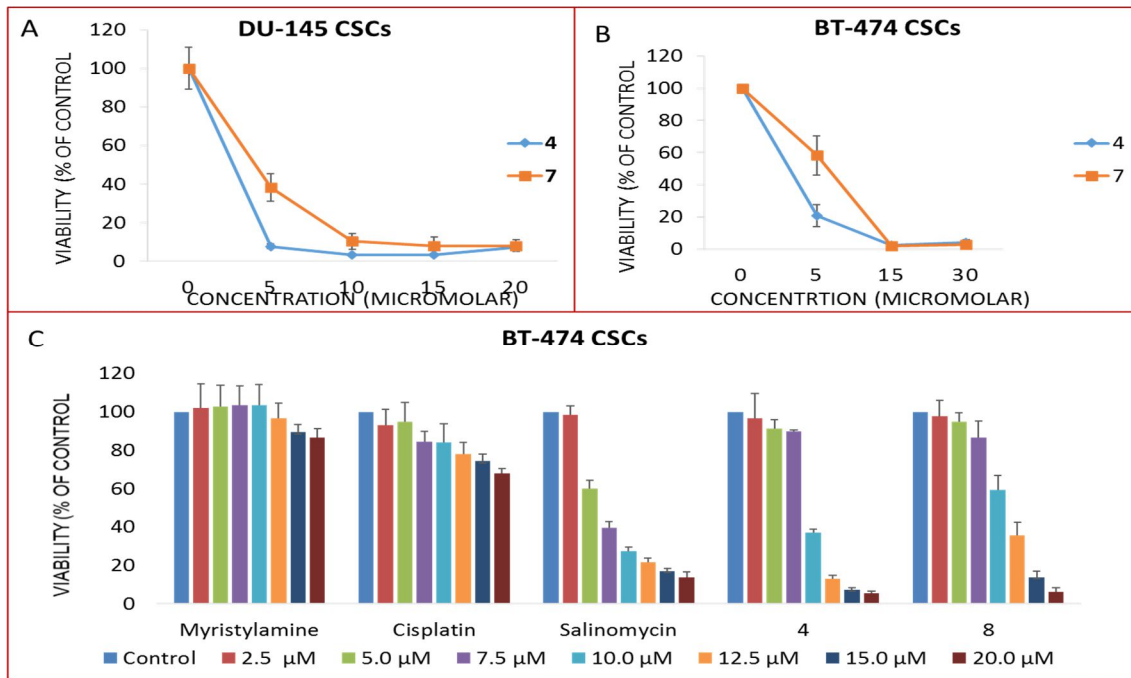 A
DU-145 CSCs
120
100
80
60
40
20
0
VIABILITY (% OF CONTROL
0 5 10 15 20
CONCENTRATION (MICROMOLAR)
4
7
B
BT-474 CSCs
120
100
80
60
40
20
0
VIABILITY (% OF CONTROL
0 5 15 30
CONCENTRTION (MICROMOLAR)
4
7
C
BT-474 CSCs
120
100
80
60
40
20
0
VIABILITY (% OF CONTROL
Myristylamine Cisplatin Salinomycin 4 8
Control 2.5 μM 5.0 μM 7.5 μM 10.0 μM 12.5 μM 15.0 μM 20.0 μM